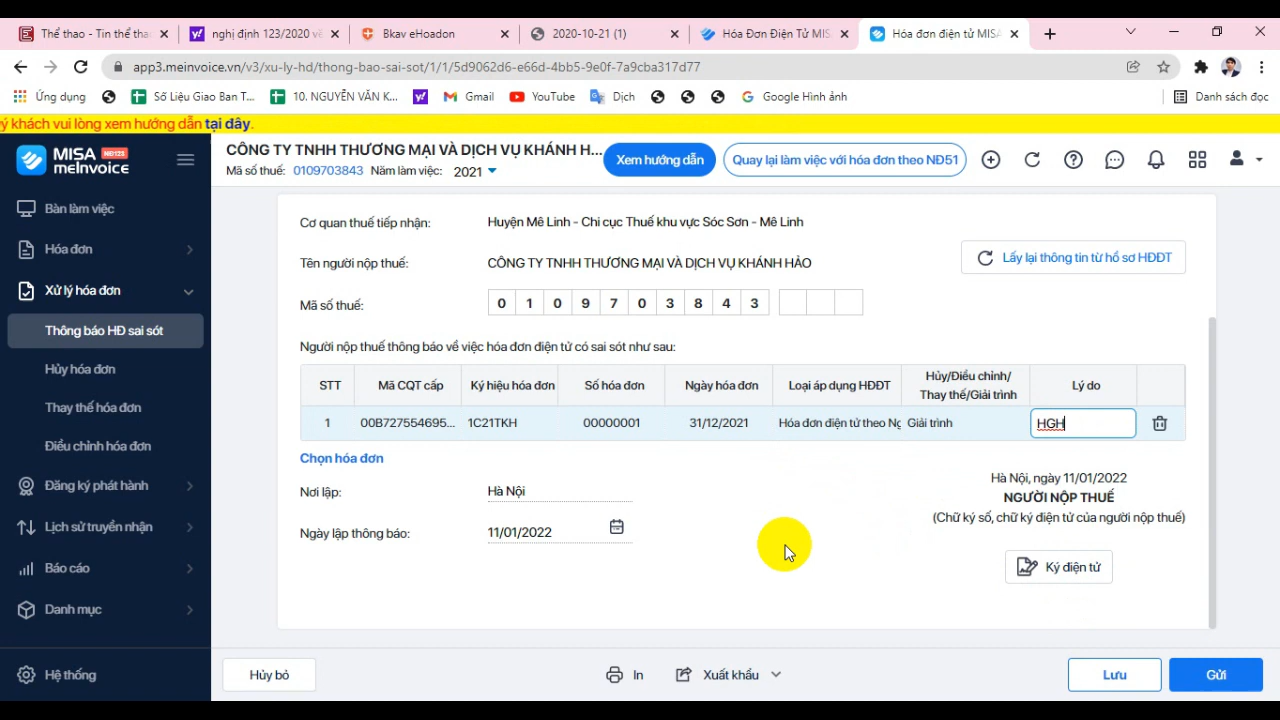 Thể thao - Tin thể tha
nghị định 123/2020 về
Bkav eHoadon
2020-10-21 (1)
Hóa Đơn Điện Tử MIS
Hóa đơn điện tử MISA
app3.meinvoice.vn/v3/xu-ly-hd/thong-bao-sai-sot/1/1/5d9062d6-e66d-4bb5-9e0f-7a9cba317d77
Ứng dụng
Số Liệu Giao Ban T...
10. NGUYỄN VĂN K...
Gmail
YouTube
Dịch
Google Hình ảnh
Danh sách đọc
ý khách vui lòng xem hướng dẫn tại đây.
MISA NĐ123
meInvoice
CÔNG TY TNHH THƯƠNG MẠI VÀ DỊCH VỤ KHÁNH H...
Mã số thuế: 0109703843 Năm làm việc: 2021
Xem hướng dẫn
Quay lại làm việc với hóa đơn theo NĐ51
Bàn làm việc
Hóa đơn
Xử lý hóa đơn
Thông báo HĐ sai sót
Hủy hóa đơn
Thay thế hóa đơn
Điều chỉnh hóa đơn
Đăng ký phát hành
Lịch sử truyền nhận
Báo cáo
Danh mục
Hệ thống
Cơ quan thuế tiếp nhận: Huyện Mê Linh - Chi cục Thuế khu vực Sóc Sơn - Mê Linh
Tên người nộp thuế: CÔNG TY TNHH THƯƠNG MẠI VÀ DỊCH VỤ KHÁNH HẢO
Lấy lại thông tin từ hồ sơ HĐĐT
Mã số thuế: 0 1 0 9 7 0 3 8 4 3
Người nộp thuế thông báo về việc hóa đơn điện tử có sai sót như sau:
STT Mã CQT cấp Ký hiệu hóa đơn Số hóa đơn Ngày hóa đơn Loại áp dụng HĐĐT Hủy/Điều chỉnh/ Thay thế/Giải trình Lý do
1 00B727554695... 1C21TKH 00000001 31/12/2021 Hóa đơn điện tử theo Ng Giải trình HGH
Chọn hóa đơn
Nơi lập: Hà Nội
Ngày lập thông báo: 11/01/2022
Hà Nội, ngày 11/01/2022
NGƯỜI NỘP THUẾ
(Chữ ký số, chữ ký điện tử của người nộp thuế)
Ký điện tử
Hủy bỏ
In
Xuất khẩu
Lưu
Gửi